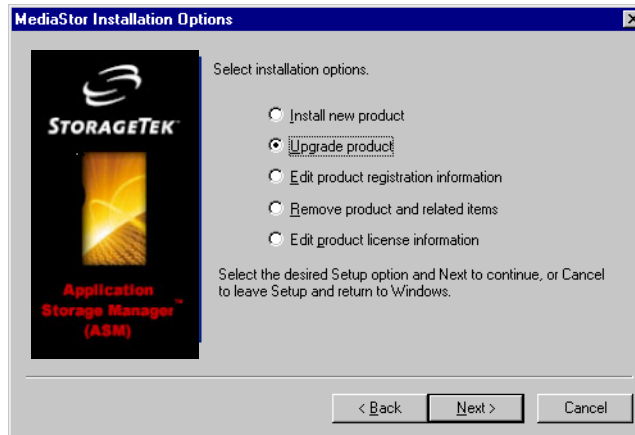 MediaStor Installation Options
STORAGETEK
Application
Storage Manager™
(ASM)
Select installation options.
Install new product
Upgrade product
Edit product registration information
Remove product and related items
Edit product license information
Select the desired Setup option and Next to continue, or Cancel
to leave Setup and return to Windows.
< Back
Next >
Cancel